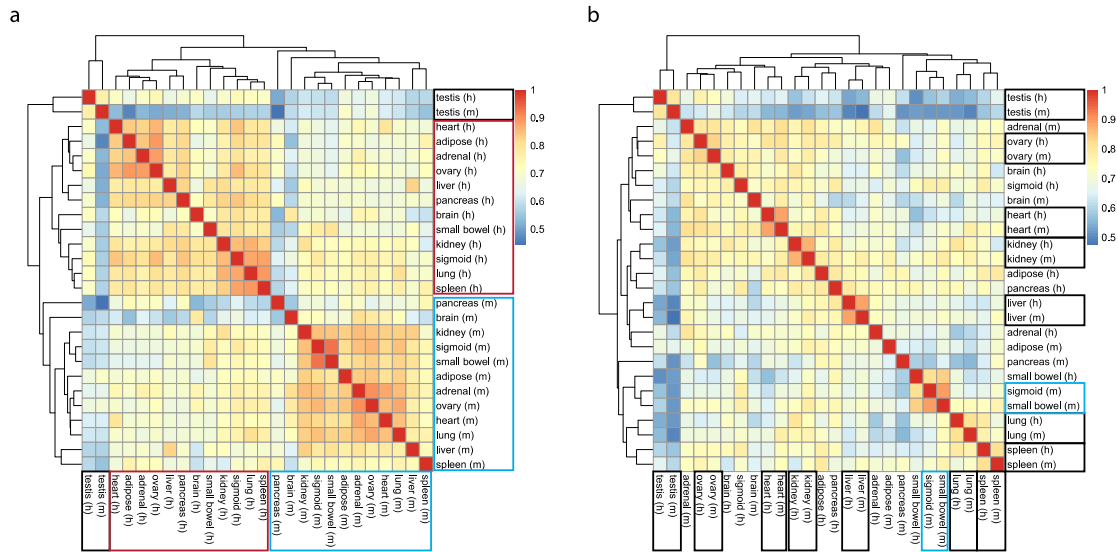 a
b
1
0.9
0.8
0.7
0.6
0.5
testis (h)
testis (m)
heart (h)
adipose (h)
adrenal (h)
ovary (h)
liver (h)
pancreas (h)
brain (h)
small bowel (h)
kidney (h)
sigmoid (h)
lung (h)
spleen (h)
pancreas (m)
brain (m)
kidney (m)
sigmoid (m)
small bowel (m)
adipose (m)
adrenal (m)
ovary (m)
heart (m)
lung (m)
liver (m)
spleen (m)
testis (h)
testis (m)
heart (h)
adipose (h)
adrenal (h)
ovary (h)
liver (h)
pancreas (h)
brain (h)
small bowel (h)
kidney (h)
sigmoid (h)
lung (h)
spleen (h)
pancreas (m)
brain (m)
kidney (m)
sigmoid (m)
small bowel (m)
adipose (m)
adrenal (m)
ovary (m)
heart (m)
lung (m)
liver (m)
spleen (m)
1
0.9
0.8
0.7
0.6
0.5
testis (h)
testis (m)
adrenal (m)
ovary (h)
ovary (m)
brain (h)
sigmoid (h)
brain (m)
heart (h)
heart (m)
kidney (h)
kidney (m)
adipose (h)
pancreas (h)
liver (h)
liver (m)
adrenal (h)
adipose (m)
pancreas (m)
small bowel (h)
sigmoid (m)
small bowel (m)
lung (h)
lung (m)
spleen (h)
spleen (m)
testis (h)
testis (m)
adrenal (m)
ovary (h)
ovary (m)
brain (h)
sigmoid (h)
brain (m)
heart (h)
heart (m)
kidney (h)
kidney (m)
adipose (h)
pancreas (h)
liver (h)
liver (m)
adrenal (h)
adipose (m)
pancreas (m)
small bowel (h)
sigmoid (m)
small bowel (m)
lung (h)
lung (m)
spleen (h)
spleen (m)